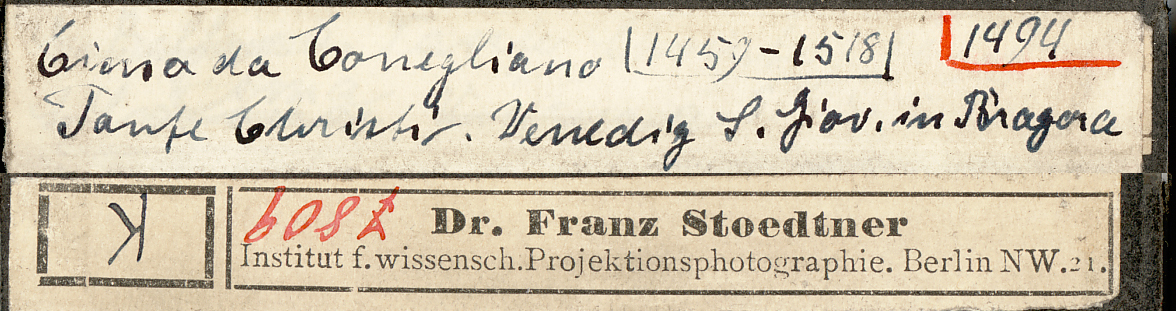 Cima da Conegliano (1459-1518) 1494
Taufe Christi. Venedig S. Giov. in Bragora
K
Dr. Franz Stoedtner
Institut f. wissensch. Projektionsphotographie. Berlin NW. 21.